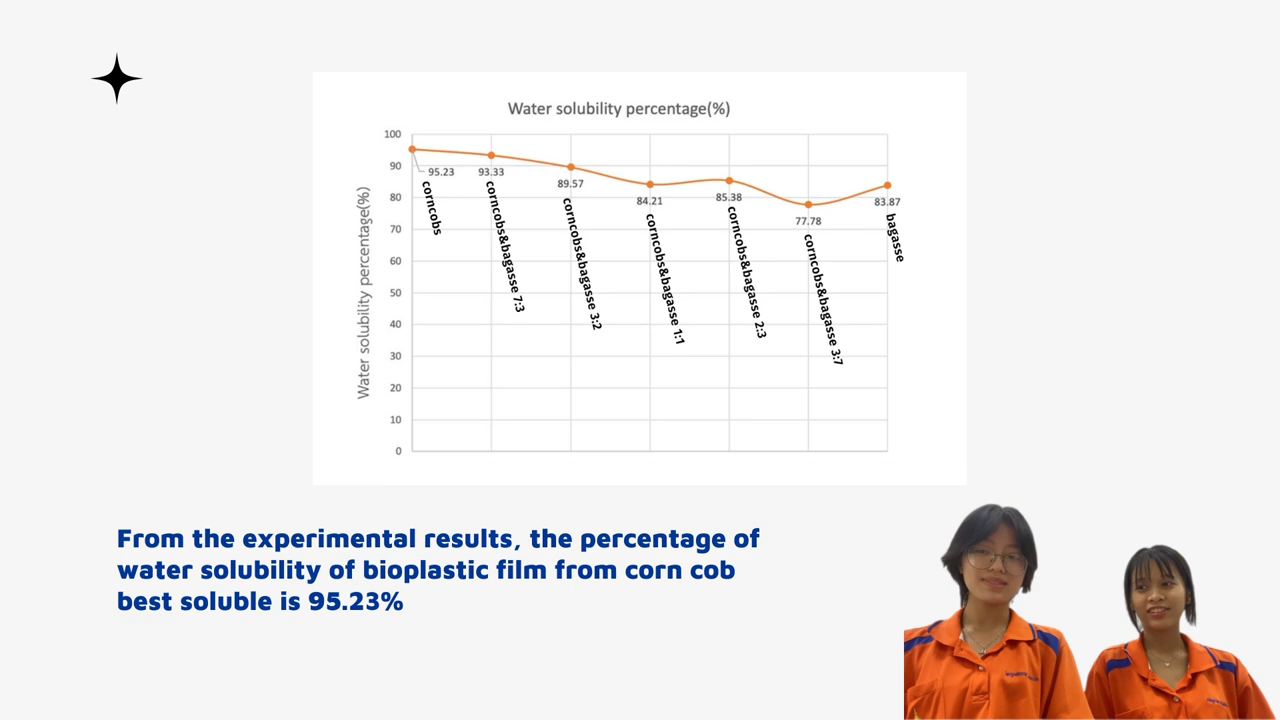 Water solubility percentage(%)
Water solubility percentage(%)
100
90
80
70
60
50
40
30
20
10
0
95.23
93.33
89.57
84.21
85.38
77.78
83.87
corncobs
corncobs&bagasse 7:3
corncobs&bagasse 3:2
corncobs&bagasse 1:1
corncobs&bagasse 2:3
corncobs&bagasse 3:7
bagasse
From the experimental results, the percentage of
water solubility of bioplastic film from corn cob
best soluble is 95.23%